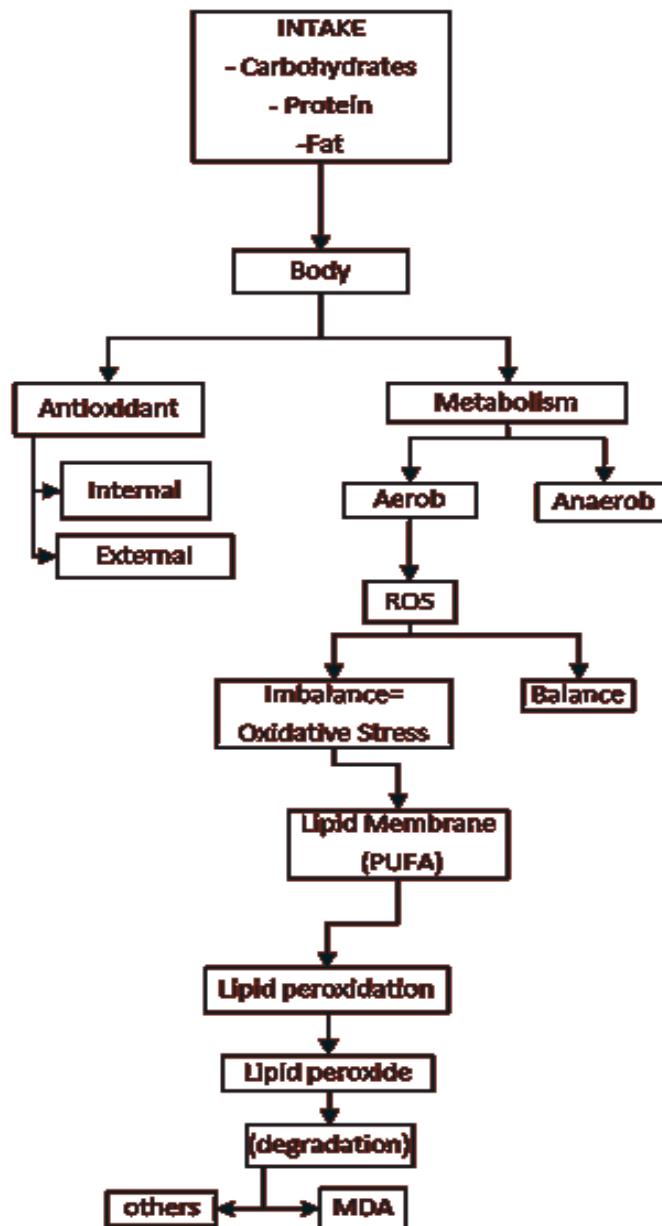 INTAKE
- Carbohydrates
- Protein
-Fat
Body
Antioxidant
Metabolism
Internal
Aerob
Anaerob
External
ROS
Imbalance=
Oxidative Stress
Balance
Lipid Membrane
(PUFA)
Lipid peroxidation
Lipid peroxide
(degradation)
others
MDA